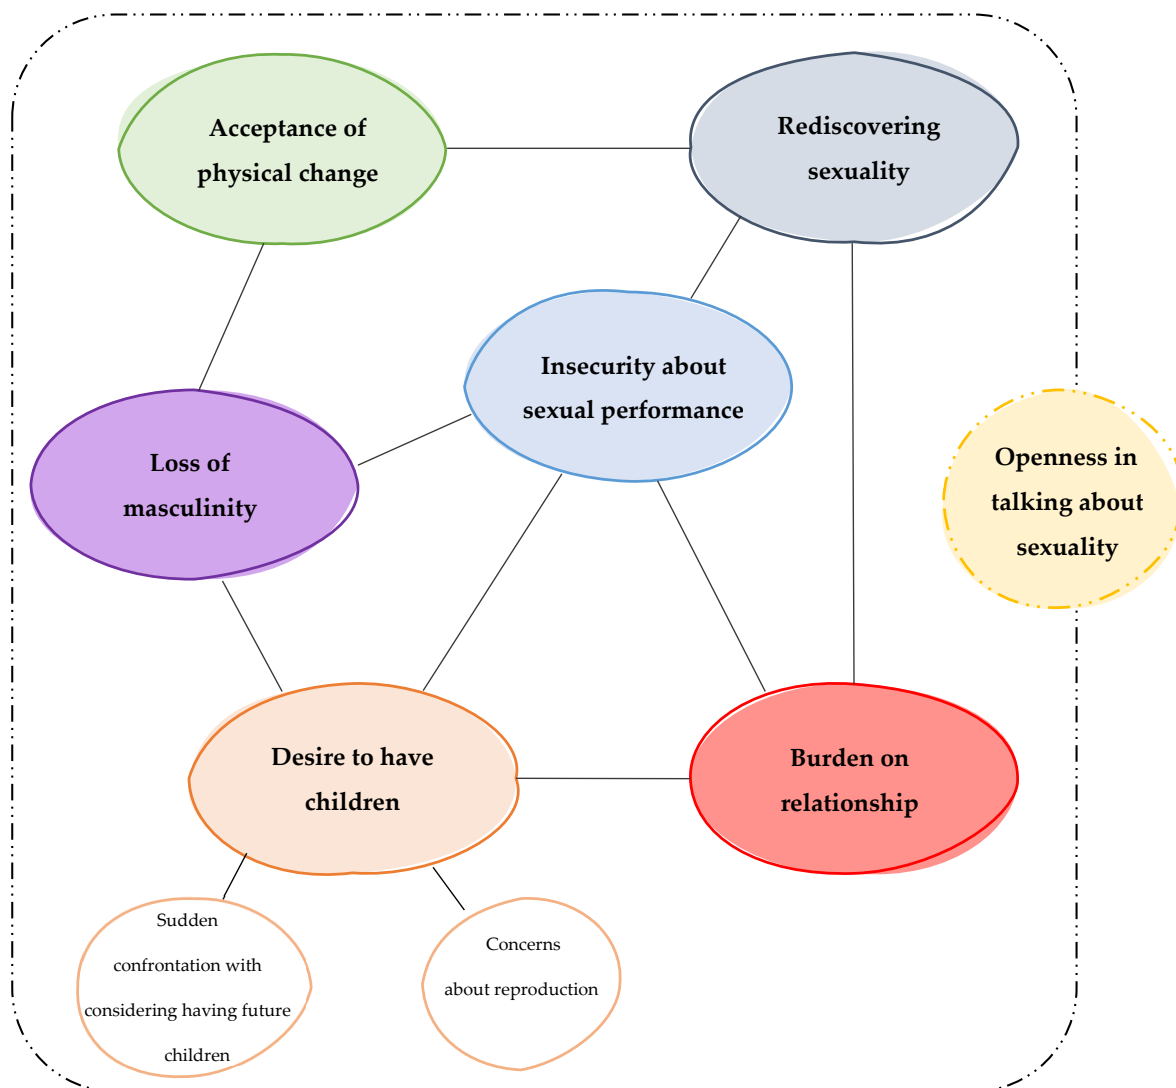 Acceptance of
physical change
Rediscovering
sexuality
Insecurity about
sexual performance
Loss of
masculinity
Openness in
talking about
sexuality
Desire to have
children
Burden on
relationship
Sudden
confrontation with
considering having future
children
Concerns
about reproduction